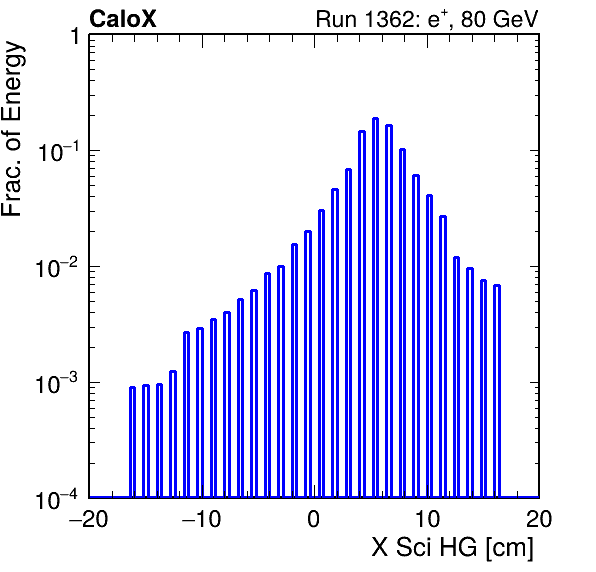 CaloX Run 1362: e⁺, 80 GeV
Frac. of Energy
1
10⁻¹
10⁻²
10⁻³
10⁻⁴
−20 −10 0 10 20
X Sci HG [cm]